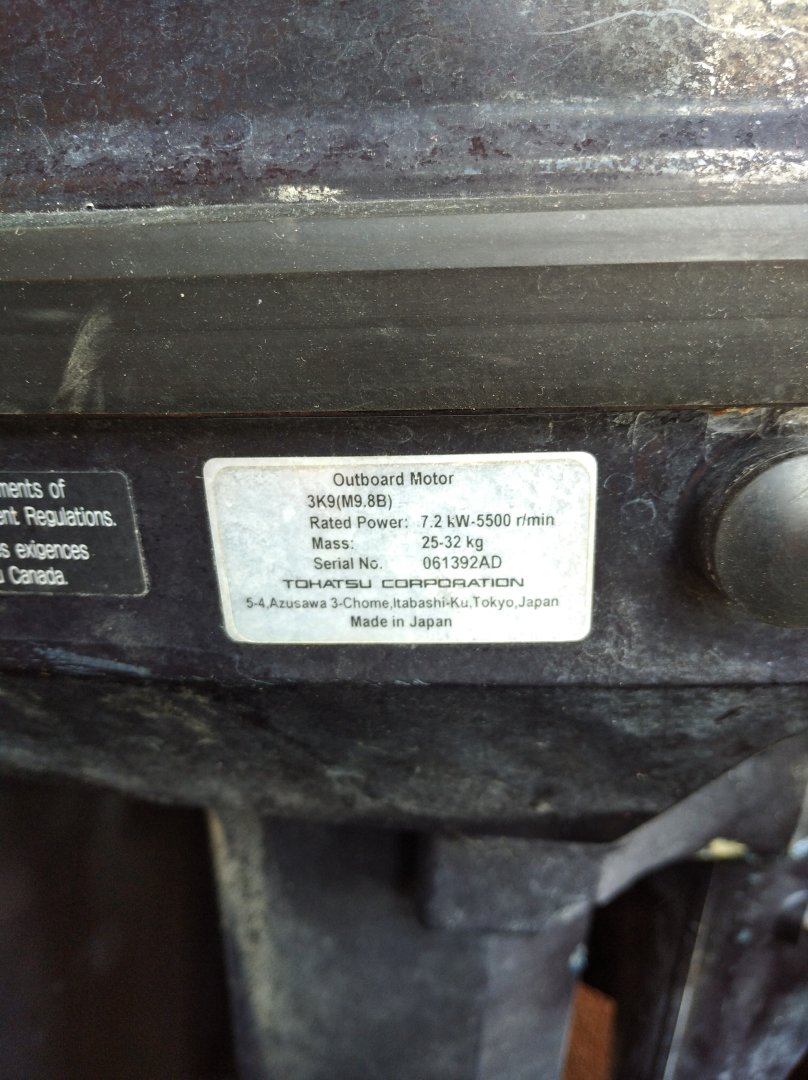 ments of
ent Regulations.
s exigences
u Canada.
Outboard Motor
3K9(M9.8B)
Rated Power: 7.2 kW-5500 r/min
Mass: 25-32 kg
Serial No. 061392AD
TOHATSU CORPORATION
5-4,Azusawa 3-Chome,Itabashi-Ku,Tokyo,Japan
Made in Japan